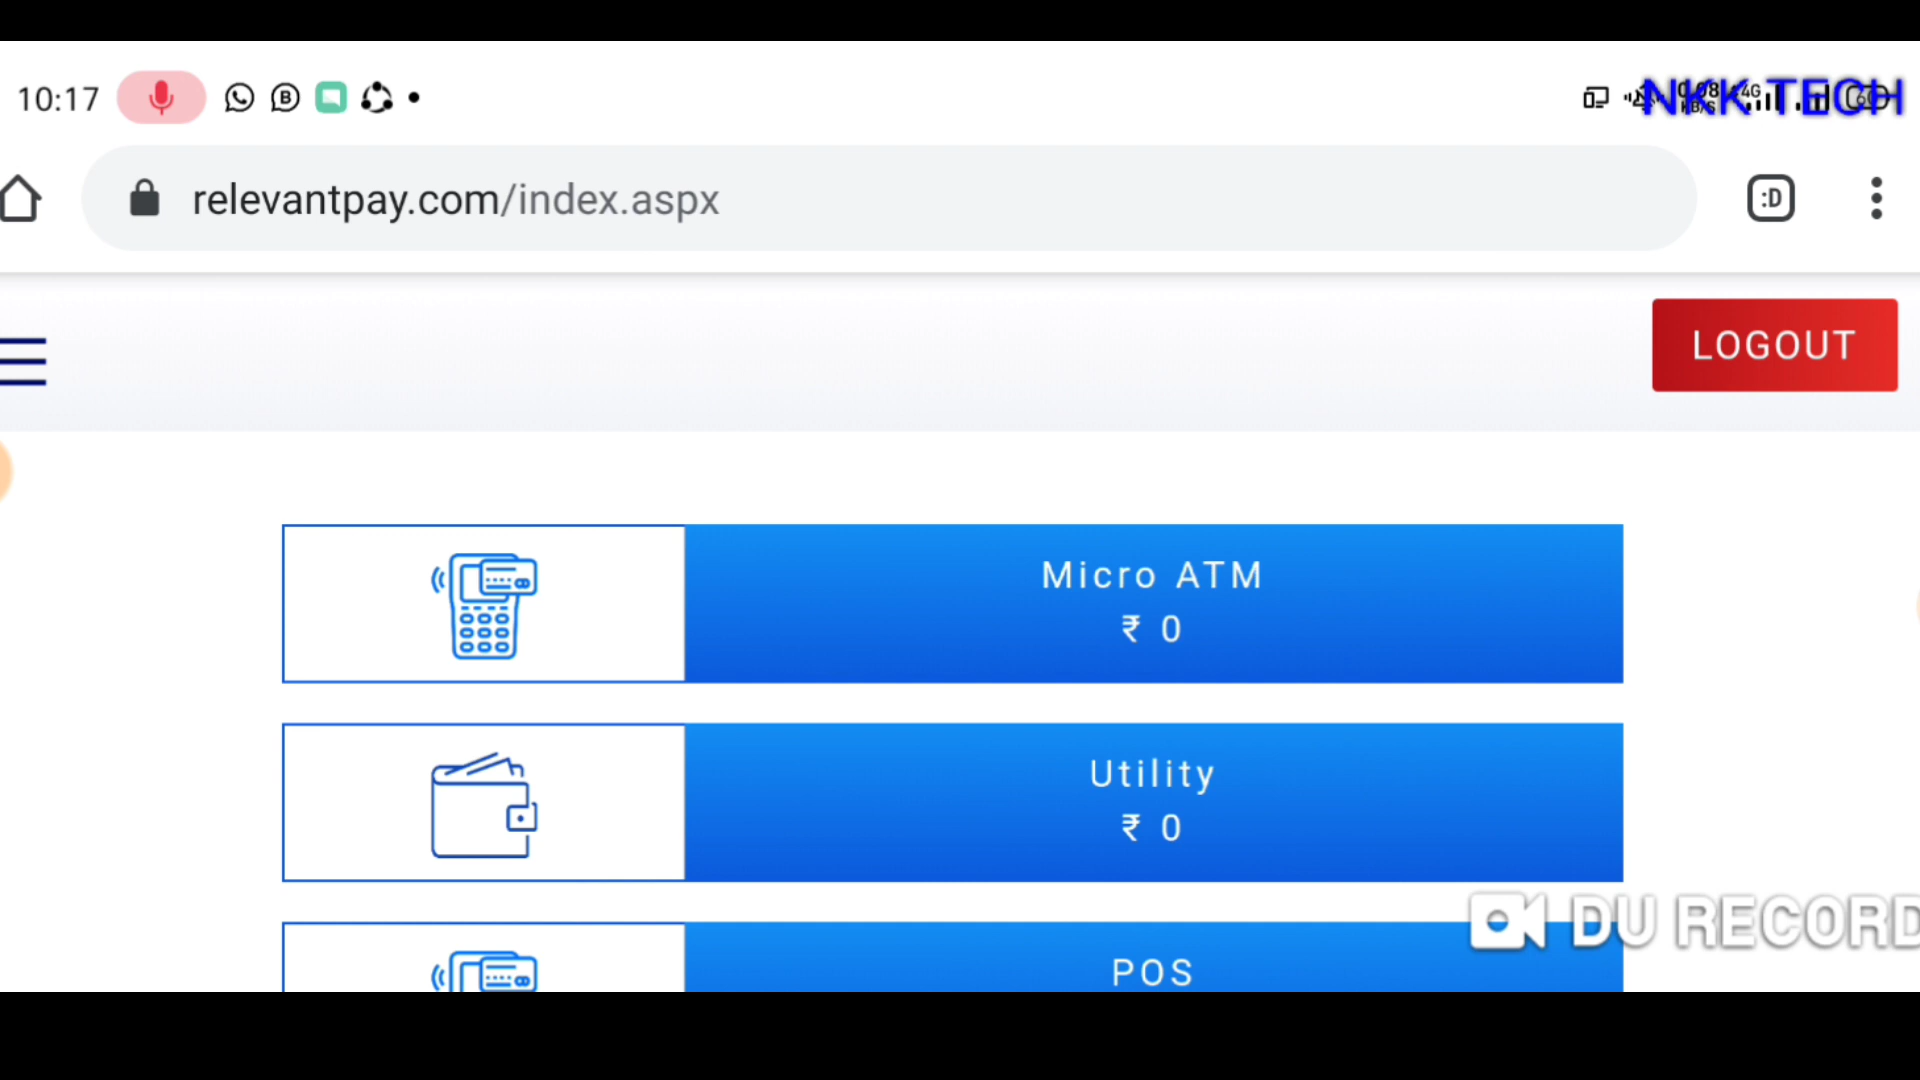 10:17
NKK TECH
relevantpay.com/index.aspx
:D
LOGOUT
Micro ATM
₹ 0
Utility
₹ 0
DU RECORD
POS